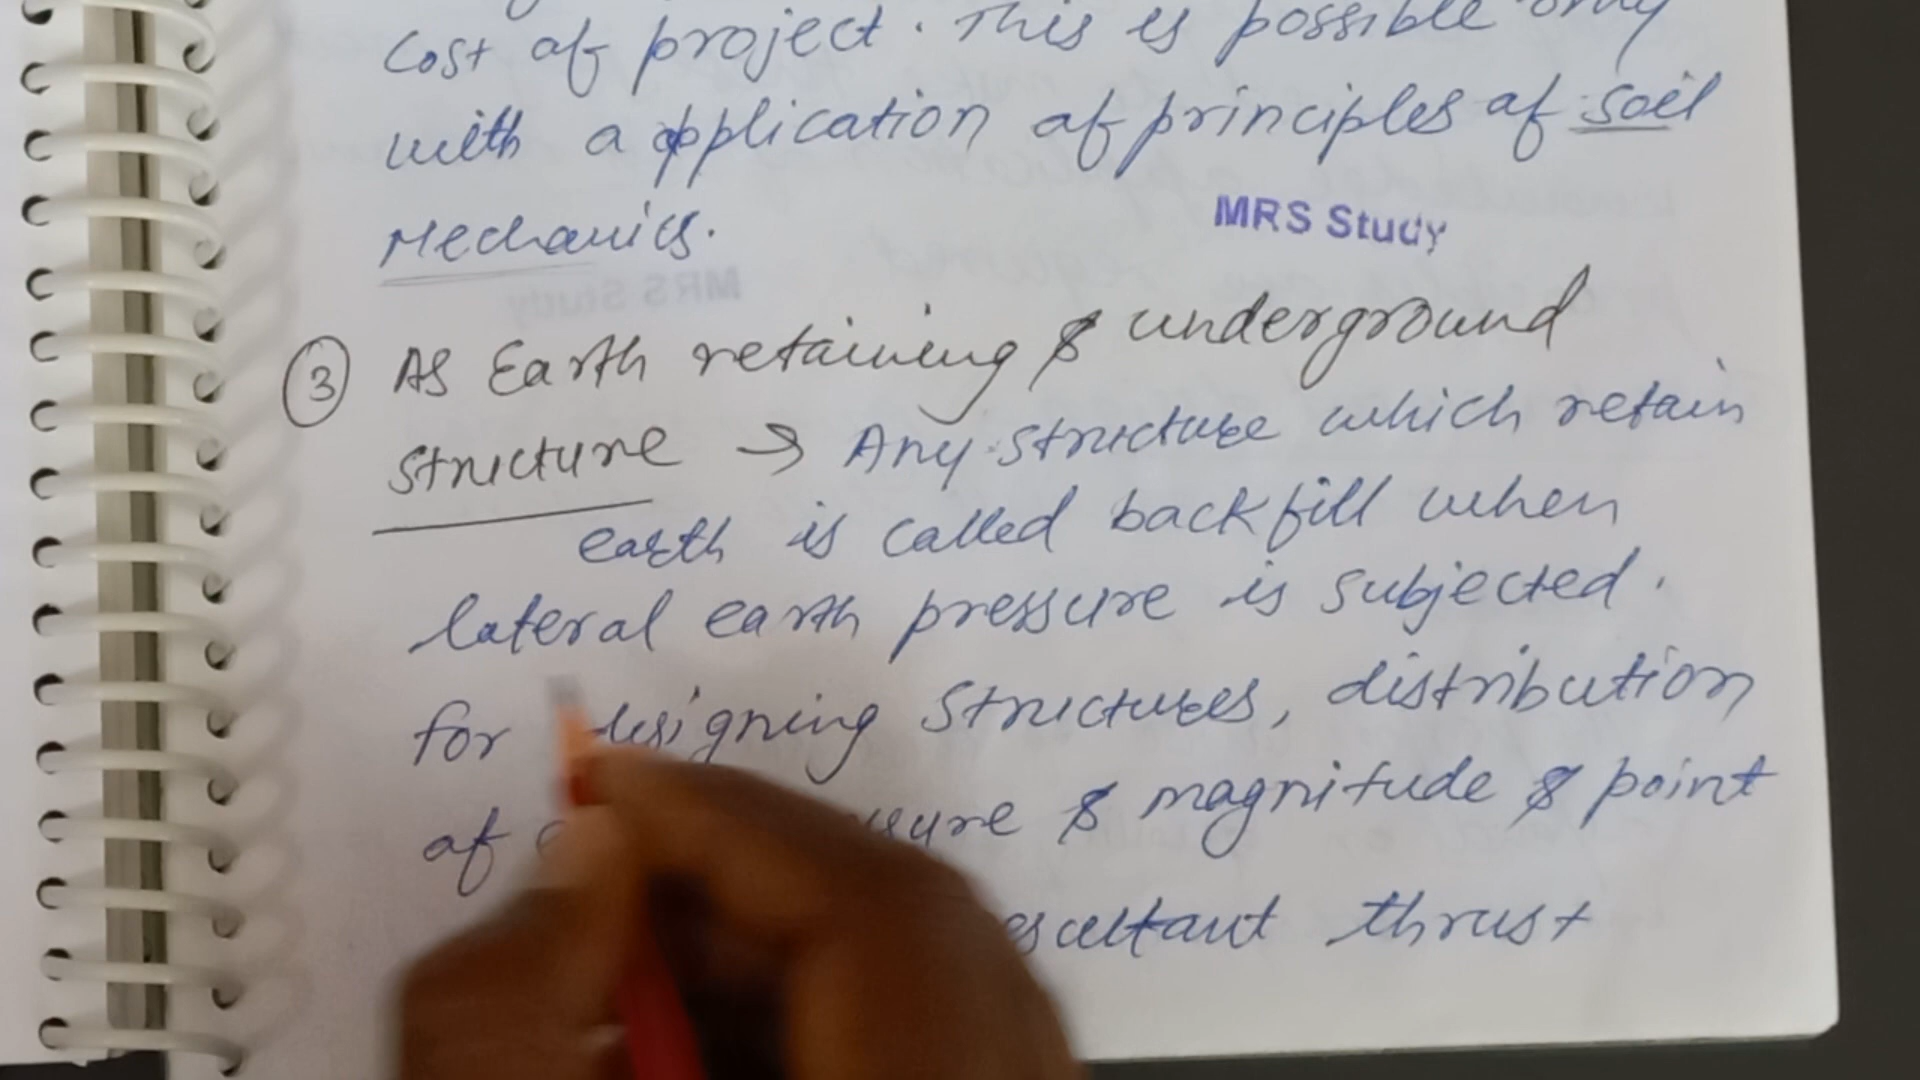 Cost of project. This is possible only
with a application of principles of soil
Mechanics.
MRS Study
③ As Earth retaining & underground
structure → Any structure which retain
earth is called backfill when
lateral earth pressure is subjected.
for designing structures, distribution
of & magnitude & point
thrust